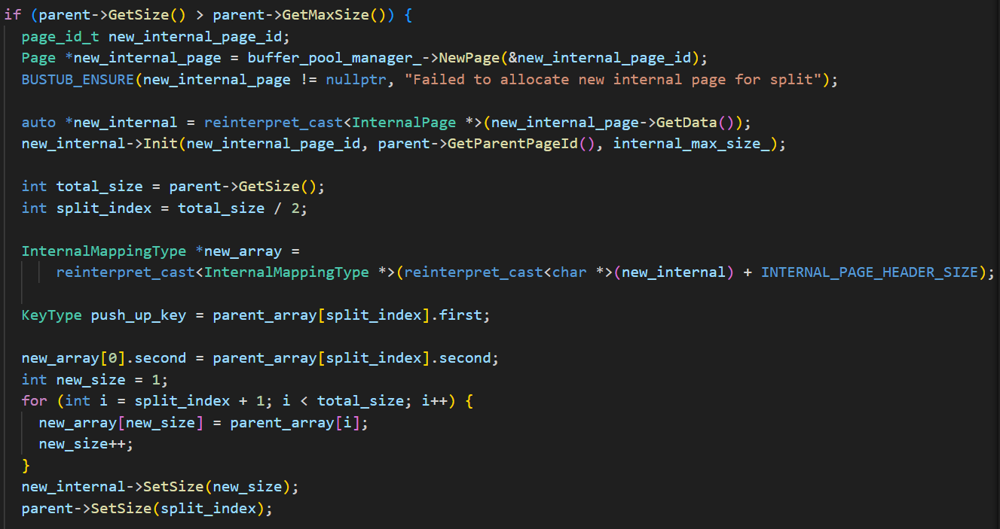 if (parent->GetSize() > parent->GetMaxSize()) {
page_id_t new_internal_page_id;
Page *new_internal_page = buffer_pool_manager_->NewPage(&new_internal_page_id);
BUSTUB_ENSURE(new_internal_page != nullptr, "Failed to allocate new internal page for split");
auto *new_internal = reinterpret_cast<InternalPage *>(new_internal_page->GetData());
new_internal->Init(new_internal_page_id, parent->GetParentPageId(), internal_max_size_);
int total_size = parent->GetSize();
int split_index = total_size / 2;
InternalMappingType *new_array =
reinterpret_cast<InternalMappingType *>(reinterpret_cast<char *>(new_internal) + INTERNAL_PAGE_HEADER_SIZE);
KeyType push_up_key = parent_array[split_index].first;
new_array[0].second = parent_array[split_index].second;
int new_size = 1;
for (int i = split_index + 1; i < total_size; i++) {
new_array[new_size] = parent_array[i];
new_size++;
}
new_internal->SetSize(new_size);
parent->SetSize(split_index);